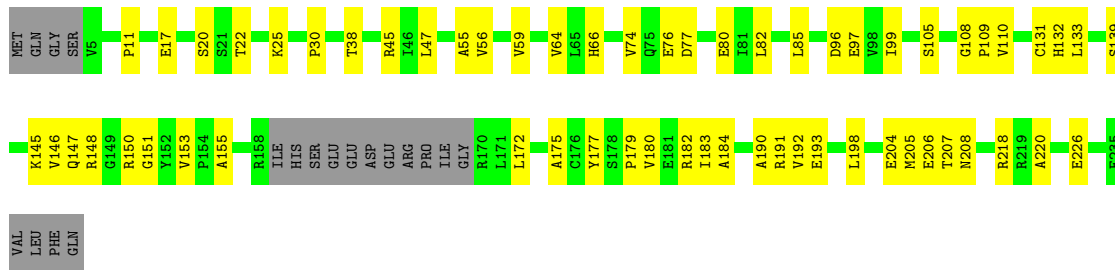 MET GLN GLY SER V5 P11 E17 S20 S21 T22 K25 P30 T38 R45 I46 L47 A55 V56 V59 V64 L65 H66 V74 Q75 E76 D77 E80 I81 L82 L85 D96 E97 V98 I99 S105 G108 P109 V110 C131 H132 L133 S139
K145 V146 Q147 R148 G149 R150 G151 Y152 V153 P154 A155 R158 ILE HIS SER GLU GLU ASP GLU ARG PRO ILE GLY R170 L171 L172 A175 C176 Y177 S178 P179 V180 E181 R182 I183 A184 A190 R191 V192 E193 L198 E204 M205 E206 T207 N208 R218 R219 A220 E226
VAL LEU PHE GLN